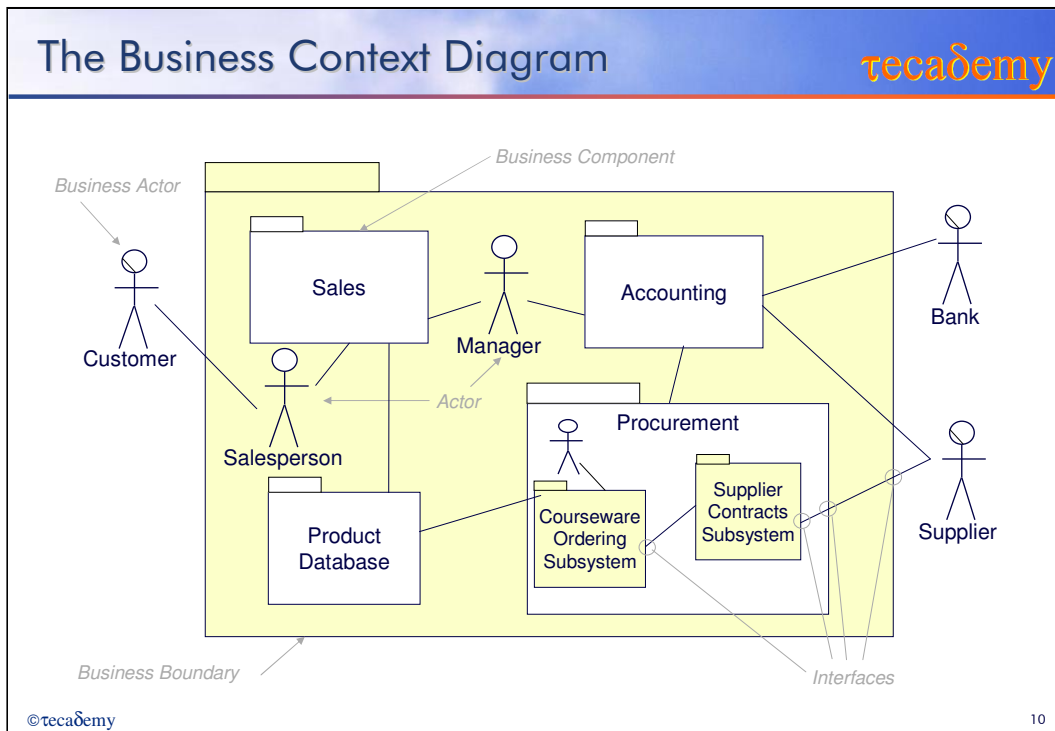 The Business Context Diagram
τecaδemy
Business Component
Business Actor
Sales
Accounting
Bank
Manager
Customer
Actor
Procurement
Salesperson
Supplier
Contracts
Subsystem
Courseware
Ordering
Subsystem
Product
Database
Supplier
Business Boundary
Interfaces
©τecaδemy
10